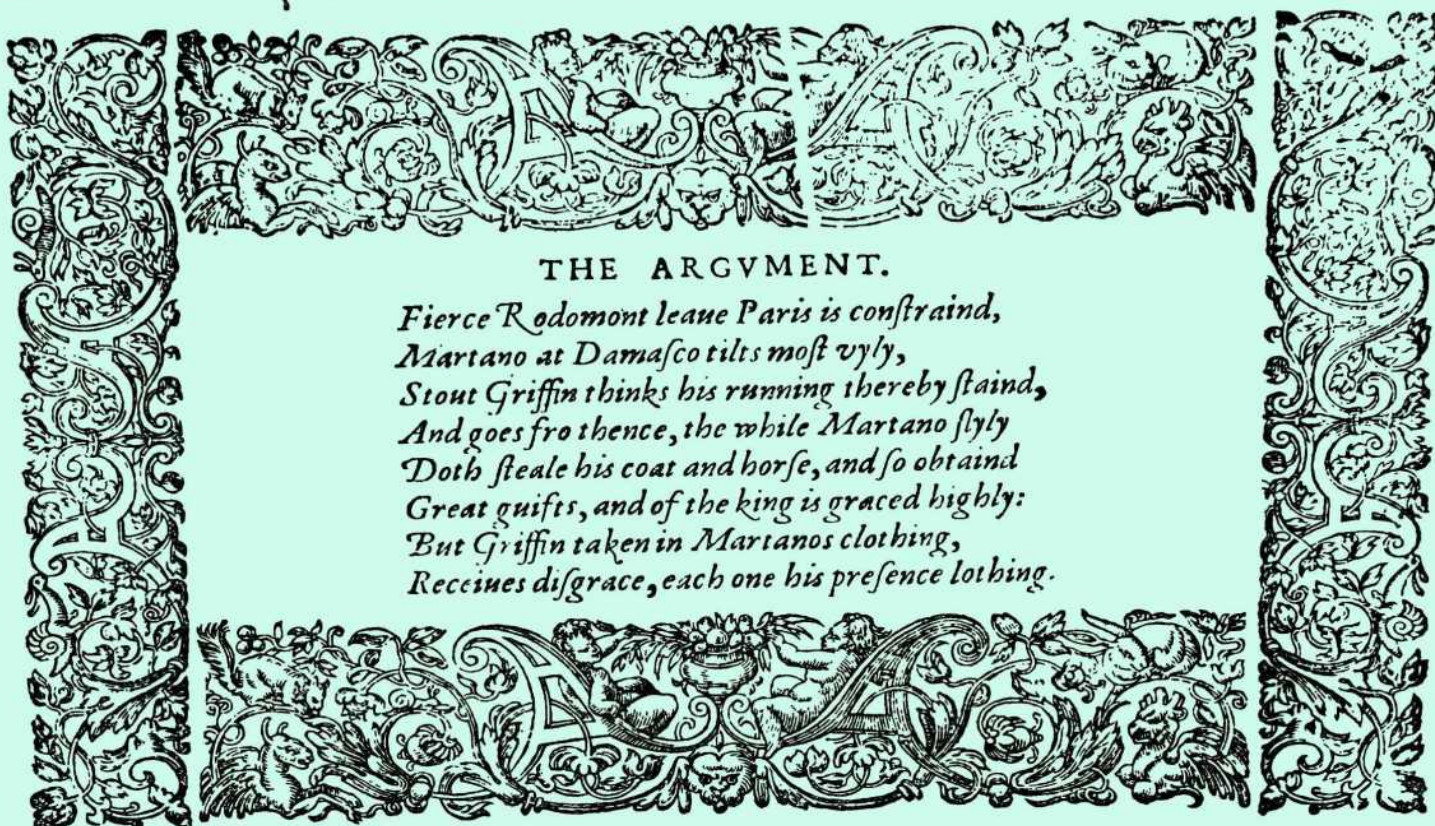 THE ARGVMENT.
Fierce Rodomont leaue Paris is conſtraind,
Martano at Damaſco tilts moſt vyly,
Stout Griffin thinks his running thereby ſtaind,
And goes fro thence, the while Martano ſlyly
Doth ſteale his coat and horſe, and ſo obtaind
Great guifts, and of the king is graced highly:
But Griffin taken in Martanos clothing,
Receiues diſgrace, each one his preſence lothing.